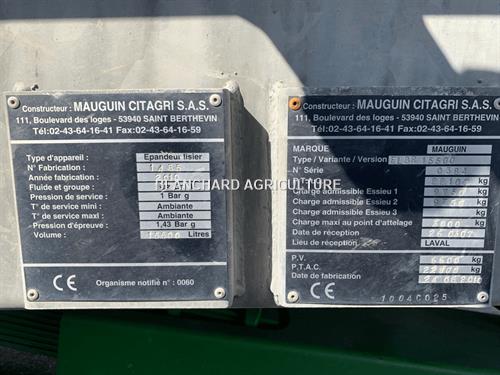 Constructeur : MAUGUIN CITAGRI S.A.S.
111, Boulevard des loges - 53940 SAINT BERTHEVIN
Tél:02-43-64-16-41 Fax:02-43-64-16-59
Type d'appareil : Epandeur lisier
N° Fabrication :
Année fabrication :
Fluide et groupe :
Pression de service : 1 Bar g
T° de service mini : Ambiante
T° de service maxi : Ambiante
Pression d'épreuve : 1,43 Bar g
Volume : Litres
CE Organisme notifié n° : 0060
BLANCHARD AGRICULTURE
Constructeur : MAUGUIN CITAGRI S.A.S.
111, Boulevard des loges - 53940 SAINT BERTHEVIN
Tél:02-43-64-16-41 Fax:02-43-64-16-59
MARQUE MAUGUIN
Type / Variante / Version 15500
N° Série
kg
Charge admissible Essieu 1 kg
Charge admissible Essieu 2 kg
Charge admissible Essieu 3 kg
Charge maxi au point d'attelage kg
Date de réception
Lieu de réception LAVAL
P.V. kg
P.T.A.C. kg
Date de fabrication
CE 1004C025